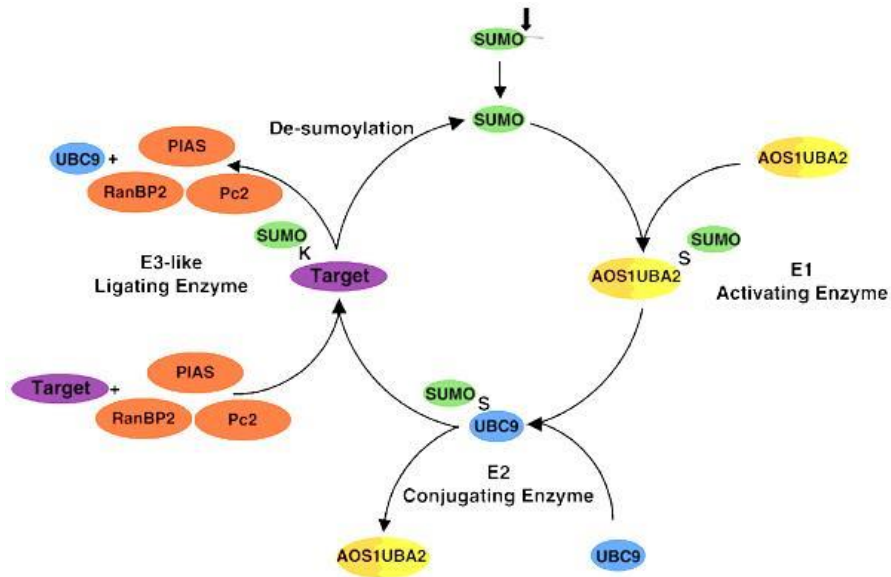 SUMO
SUMO
De-sumoylation
UBC9 +
PIAS
RanBP2
Pc2
AOS1UBA2
SUMO
K
Target
E3-like
Ligating Enzyme
SUMO
S
AOS1UBA2
E1
Activating Enzyme
Target +
PIAS
RanBP2
Pc2
SUMO
S
UBC9
E2
Conjugating Enzyme
AOS1UBA2
UBC9